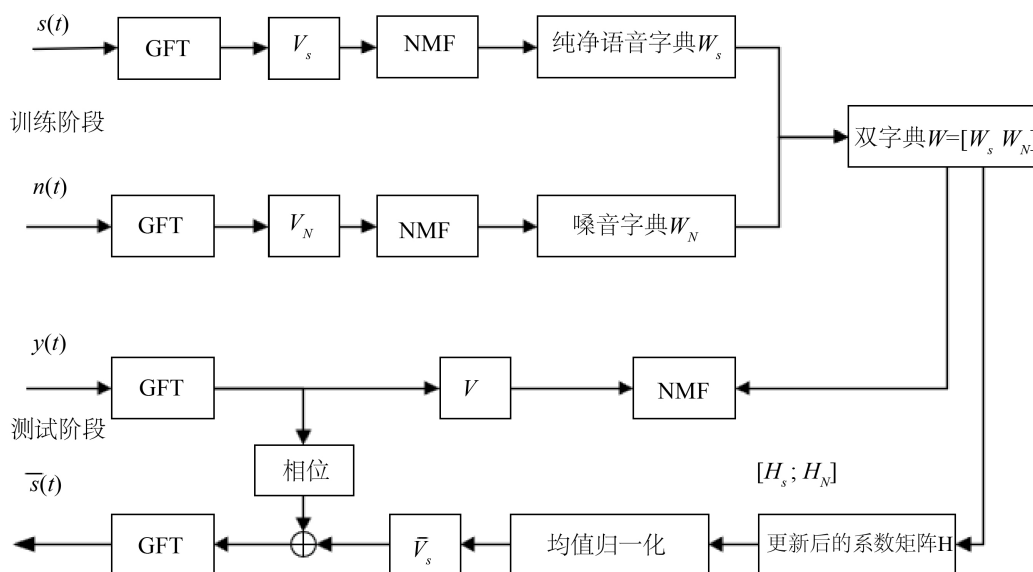 s(t)
GFT
V_s
NMF
纯净语音字典W_s
训练阶段
双字典W=[W_s W_N]
n(t)
GFT
V_N
NMF
嗓音字典W_N
y(t)
GFT
V
NMF
测试阶段
相位
[H_s; H_N]
s̅(t)
GFT
V̅_s
均值归一化
更新后的系数矩阵H